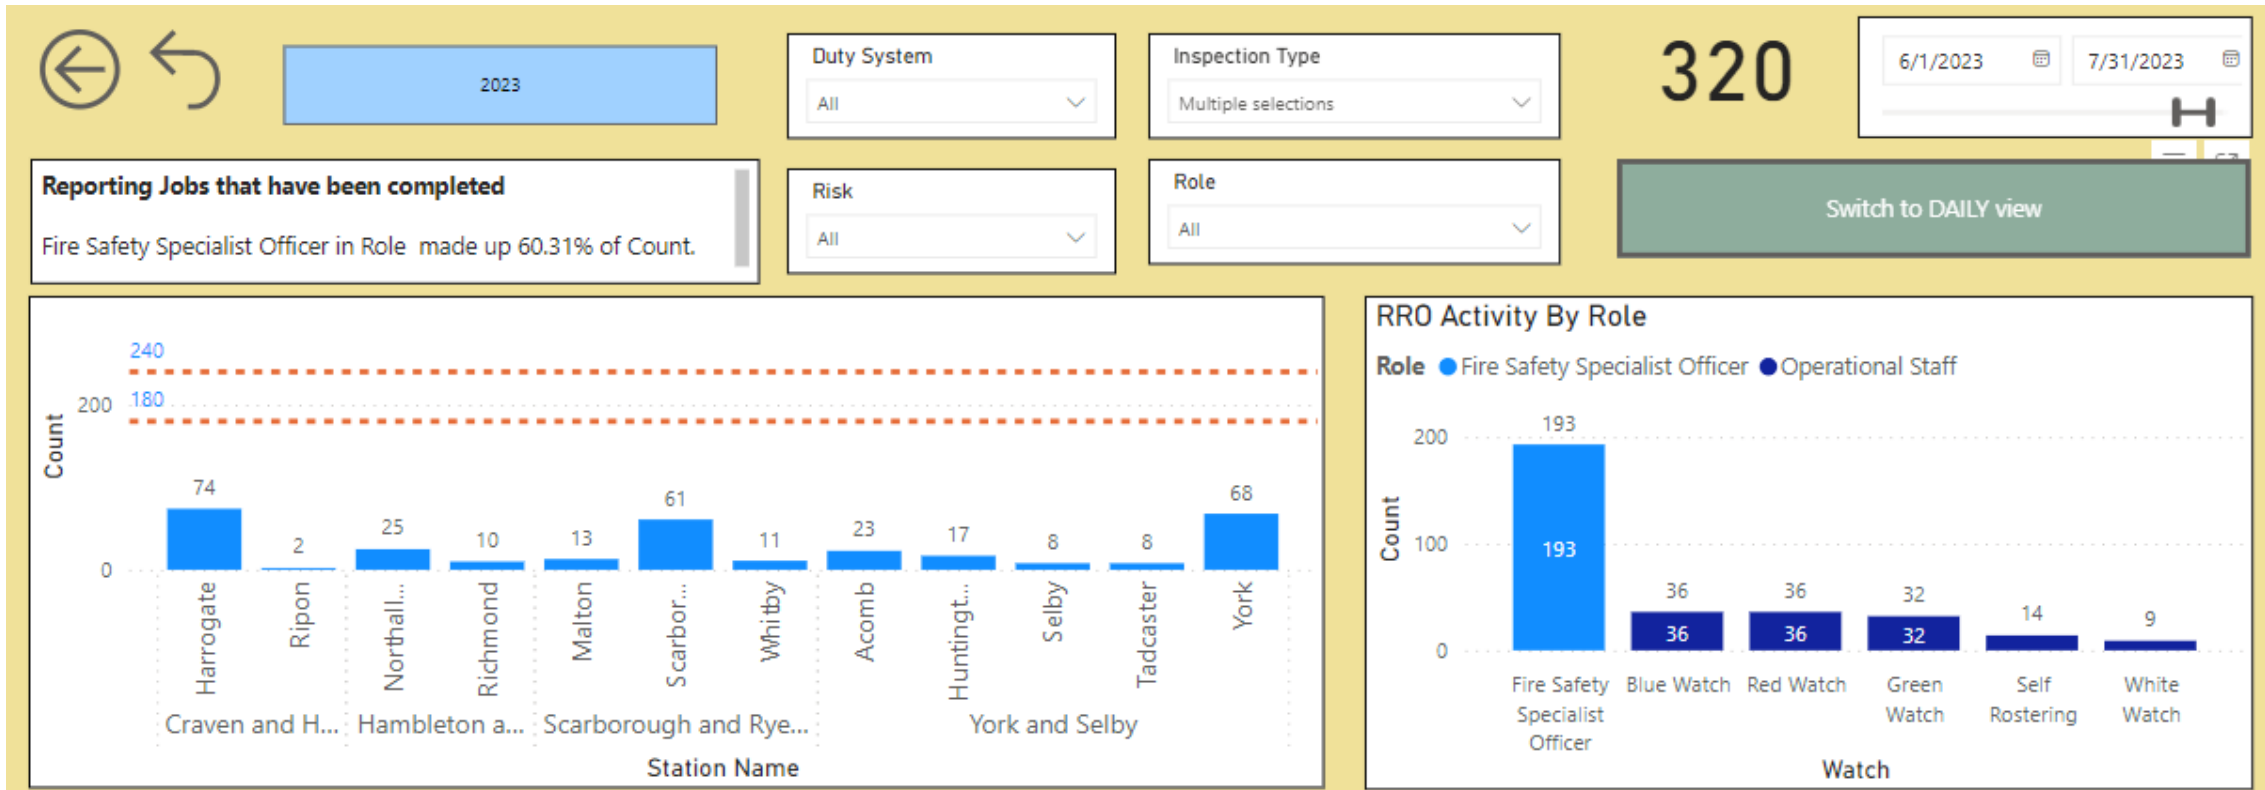 2023
Duty System
All
Inspection Type
Multiple selections
320
6/1/2023
7/31/2023
Reporting Jobs that have been completed
Fire Safety Specialist Officer in Role made up 60.31% of Count.
Risk
All
Role
All
Switch to DAILY view
240
200
180
0
Count
74
2
25
10
13
61
11
23
17
8
8
68
Harrogate
Ripon
Northall...
Richmond
Malton
Scarbor...
Whitby
Acomb
Huntingt...
Selby
Tadcaster
York
Craven and H...
Hambleton a...
Scarborough and Rye...
York and Selby
Station Name
RRO Activity By Role
Role Fire Safety Specialist Officer Operational Staff
200
100
0
Count
193
193
36
36
36
36
32
32
14
9
Fire Safety
Specialist
Officer
Blue Watch
Red Watch
Green
Watch
Self
Rostering
White
Watch
Watch